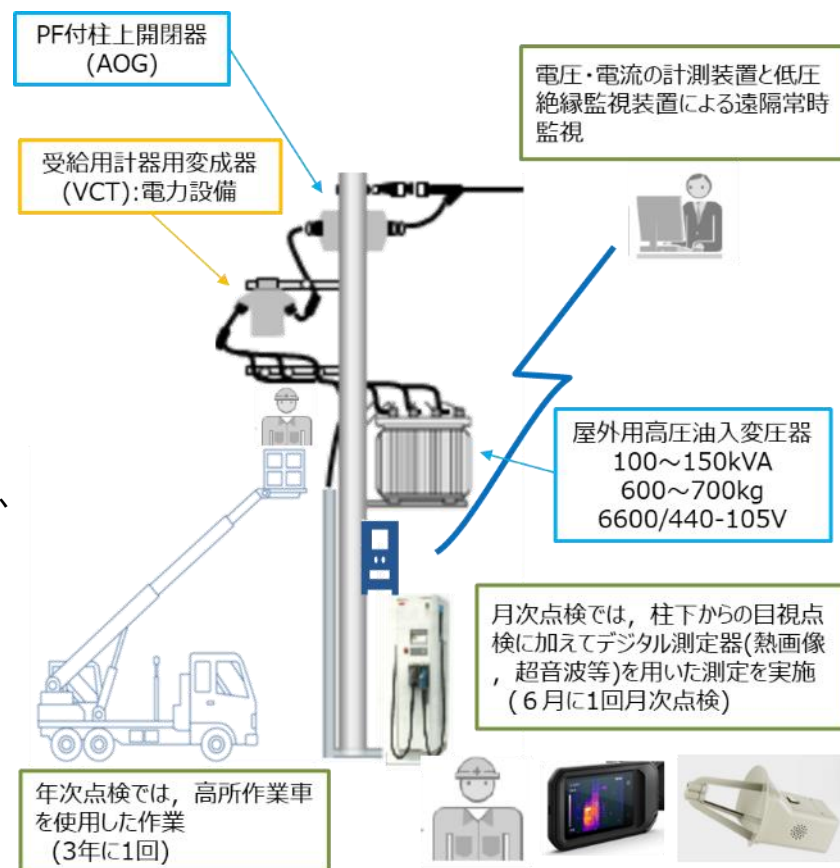 PF付柱上開閉器
(AOG)
電圧・電流の計測装置と低圧
絶縁監視装置による遠隔常時
監視
受給用計器用変成器
(VCT):電力設備
屋外用高圧油入変圧器
100～150kVA
600～700kg
6600/440-105V
、
月次点検では，柱下からの目視点
検に加えてデジタル測定器(熱画像
，超音波等)を用いた測定を実施
(６月に1回月次点検)
年次点検では，高所作業車
を使用した作業
(3年に1回)